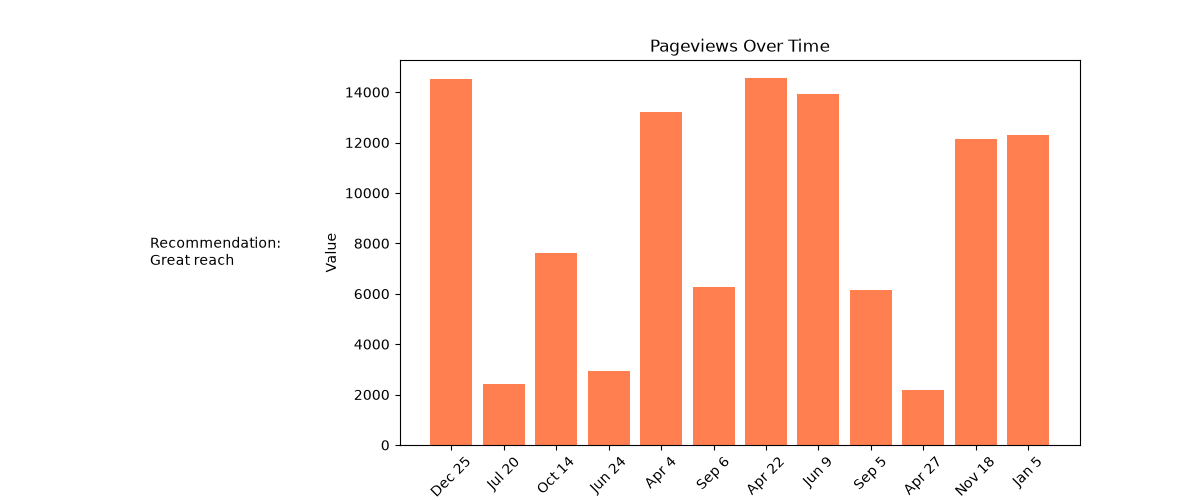 Pageviews Over Time
Recommendation:
Great reach
Value
14000
12000
10000
8000
6000
4000
2000
0
Dec 25
Jul 20
Oct 14
Jun 24
Apr 4
Sep 6
Apr 22
Jun 9
Sep 5
Apr 27
Nov 18
Jan 5